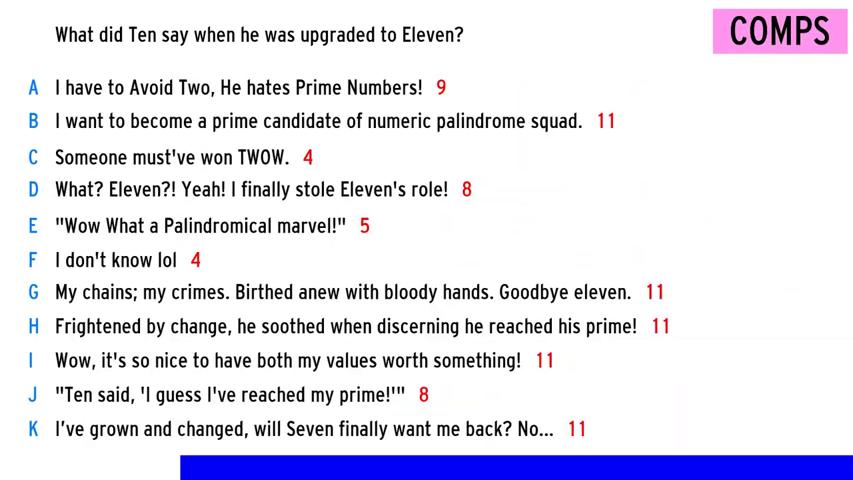 What did Ten say when he was upgraded to Eleven?
COMPS
A I have to Avoid Two, He hates Prime Numbers! 9
B I want to become a prime candidate of numeric palindrome squad. 11
C Someone must've won TWOW. 4
D What? Eleven?! Yeah! I finally stole Eleven's role! 8
E "Wow What a Palindromical marvel!" 5
F I don't know lol 4
G My chains; my crimes. Birthed anew with bloody hands. Goodbye eleven. 11
H Frightened by change, he soothed when discerning he reached his prime! 11
I Wow, it's so nice to have both my values worth something! 11
J "Ten said, 'I guess I've reached my prime!'" 8
K I've grown and changed, will Seven finally want me back? No... 11